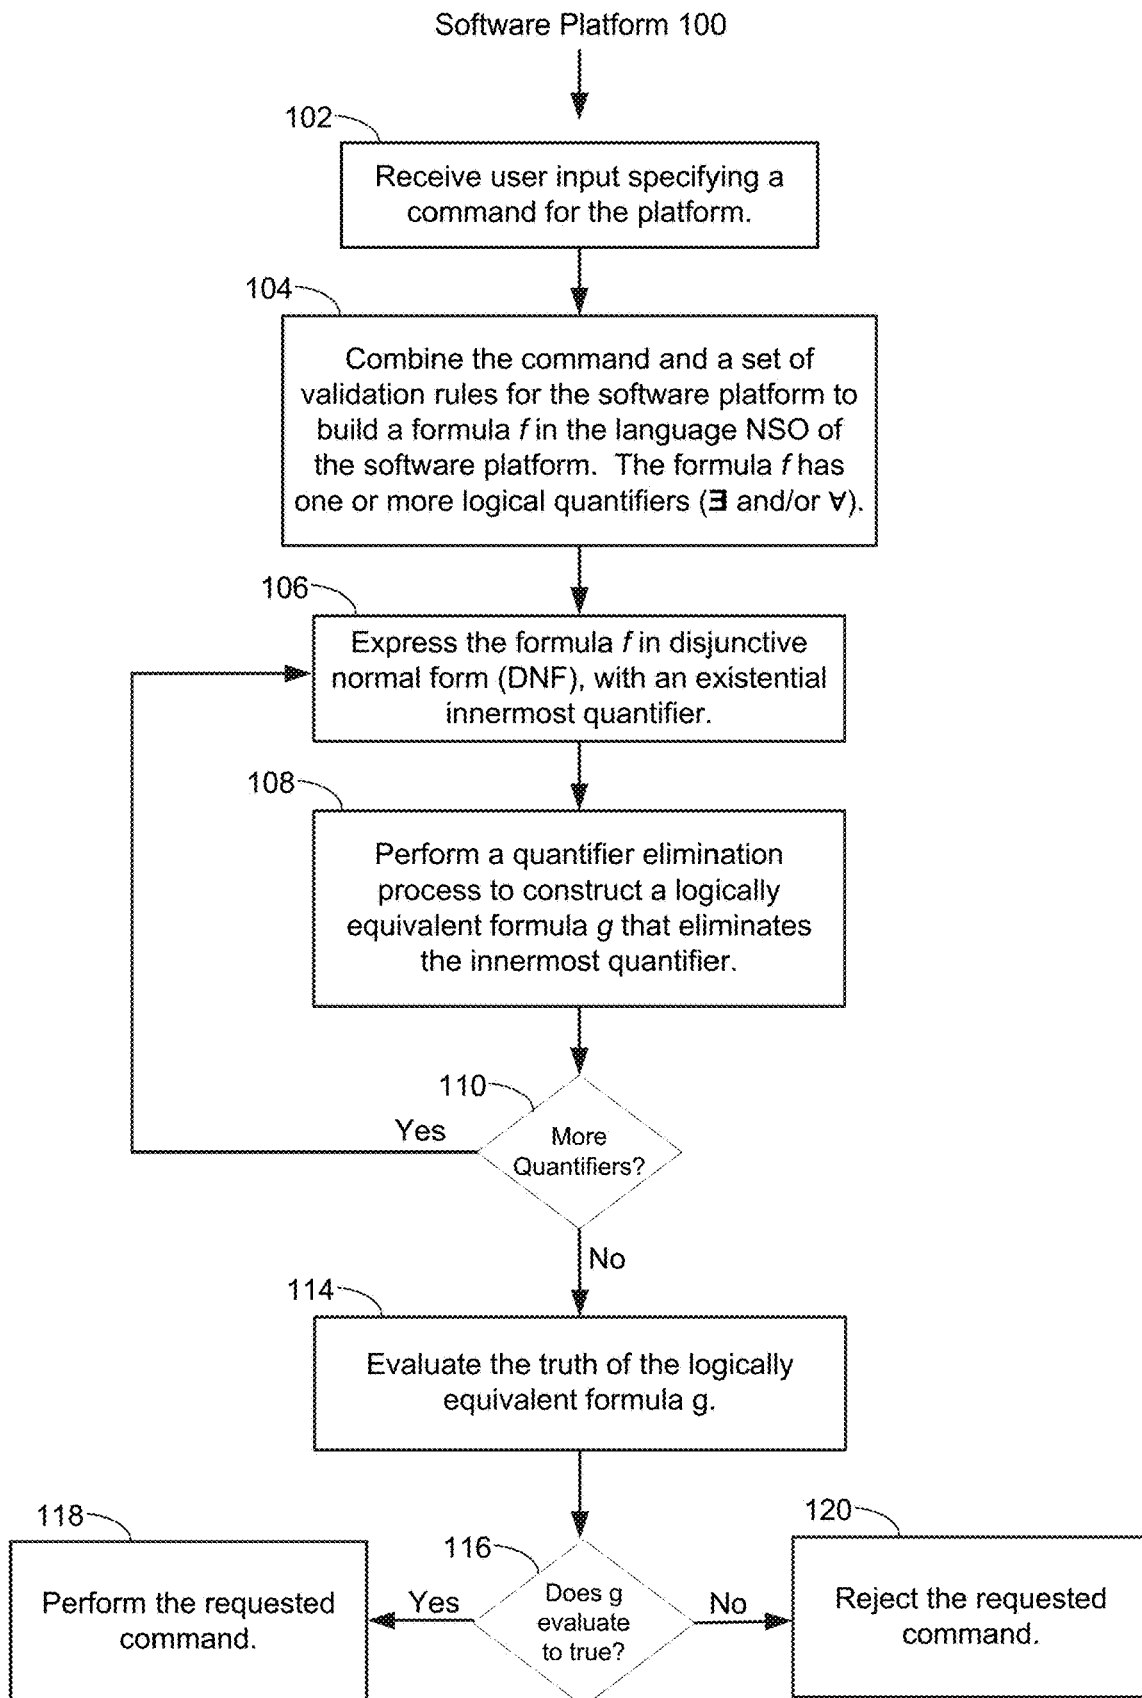 Software Platform 100
102
Receive user input specifying a
command for the platform.
104
Combine the command and a set of
validation rules for the software platform to
build a formula f in the language NSO of
the software platform. The formula f has
one or more logical quantifiers (∃ and/or ∀).
106
Express the formula f in disjunctive
normal form (DNF), with an existential
innermost quantifier.
108
Perform a quantifier elimination
process to construct a logically
equivalent formula g that eliminates
the innermost quantifier.
110
Yes
More
Quantifiers?
No
114
Evaluate the truth of the logically
equivalent formula g.
118
Perform the requested
command.
116
Yes
Does g
evaluate
to true?
No
120
Reject the requested
command.